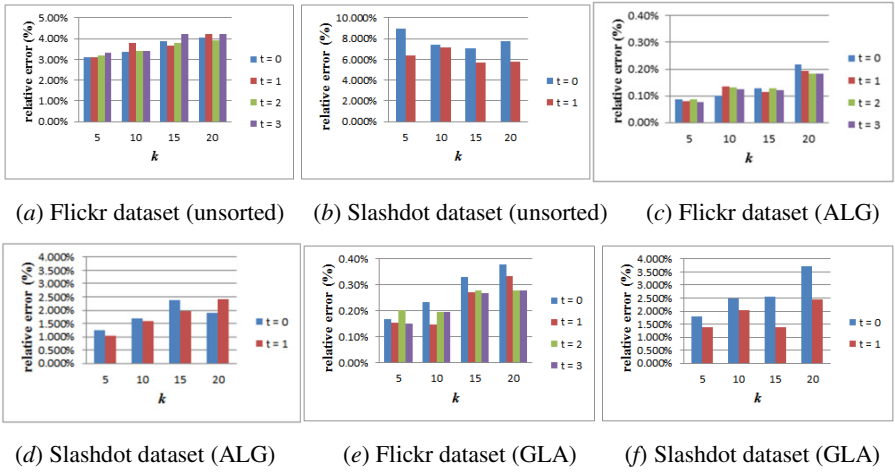 relative error (%)
5.00%
4.00%
3.00%
2.00%
1.00%
0.00%
5 10 15 20
k
t = 0
t = 1
t = 2
t = 3
(a) Flickr dataset (unsorted)
relative error (%)
10.000%
8.000%
6.000%
4.000%
2.000%
0.000%
5 10 15 20
k
t = 0
t = 1
(b) Slashdot dataset (unsorted)
relative error (%)
0.40%
0.30%
0.20%
0.10%
0.00%
5 10 15 20
k
t = 0
t = 1
t = 2
t = 3
(c) Flickr dataset (ALG)
relative error (%)
4.000%
3.500%
3.000%
2.500%
2.000%
1.500%
1.000%
0.500%
0.000%
5 10 15 20
k
t = 0
t = 1
(d) Slashdot dataset (ALG)
relative error (%)
0.40%
0.30%
0.20%
0.10%
0.00%
5 10 15 20
k
t = 0
t = 1
t = 2
t = 3
(e) Flickr dataset (GLA)
relative error (%)
4.000%
3.500%
3.000%
2.500%
2.000%
1.500%
1.000%
0.500%
0.000%
5 10 15 20
k
t = 0
t = 1
(f) Slashdot dataset (GLA)